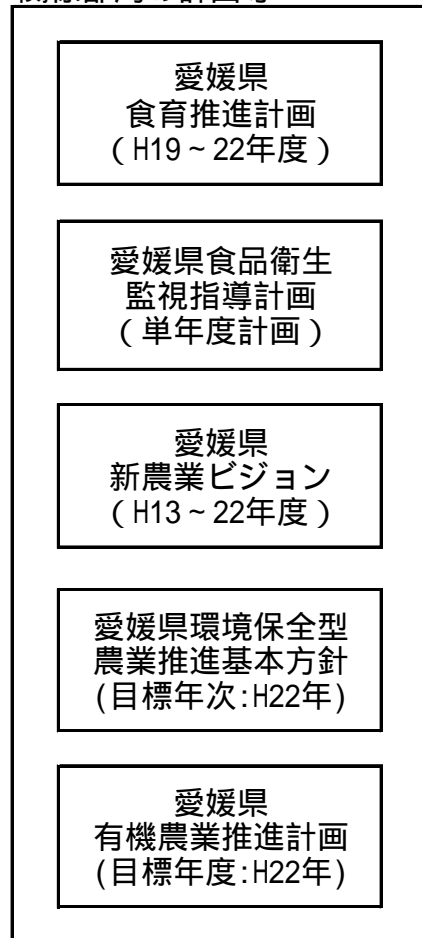 愛媛県
食育推進計画
（H19～22年度）
愛媛県食品衛生
監視指導計画
（単年度計画）
愛媛県
新農業ビジョン
（H13～22年度）
愛媛県環境保全型
農業推進基本方針
(目標年次:H22年)
愛媛県
有機農業推進計画
(目標年度:H22年)